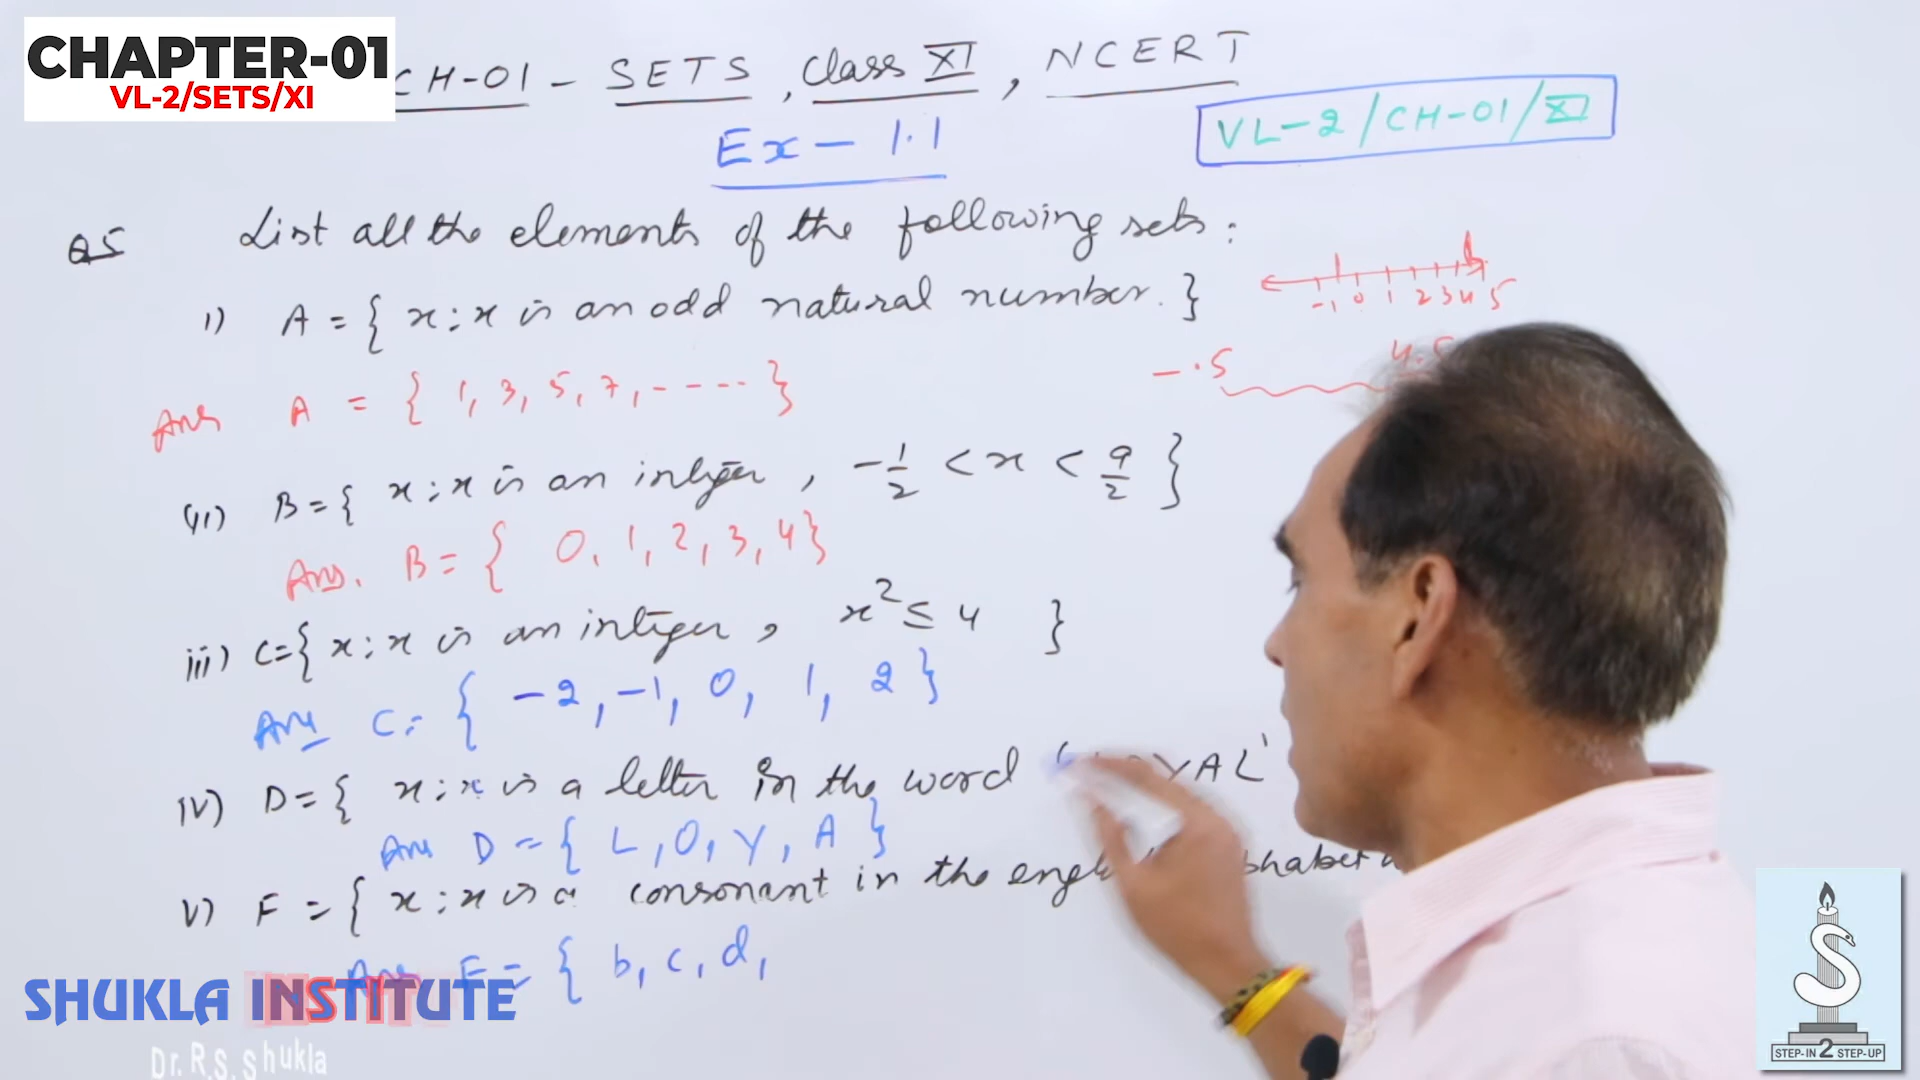 CHAPTER-01
VL-2/SETS/XI
CH-01 - SETS, Class XI, NCERT
Ex - 1.1
VL-2/CH-01/XI
Q5 List all the elements of the following sets:
i) A = { x : x is an odd natural number. }
-1 0 1 2 3 4 5
-.5 4.5
Ans A = { 1, 3, 5, 7, ----- }
(ii) B = { x : x is an integer, -1/2 < x < 9/2 }
Ans. B = { 0, 1, 2, 3, 4 }
iii) C = { x : x is an integer, x² ≤ 4 }
Ans C = { -2, -1, 0, 1, 2 }
iv) D = { x : x is a letter in the word
Ans D = { L, O, Y, A }
v) F = { x : x is a consonant in the
Ans F = { b, c, d,
SHUKLA INSTITUTE
Dr. R.S. Shukla
STEP-IN 2 STEP-UP